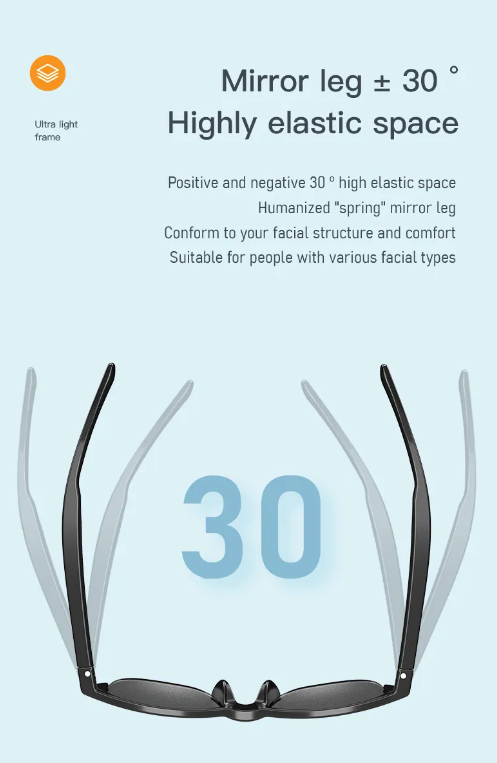 Mirror leg ± 30 °
Highly elastic space
Ultra light
frame
Positive and negative 30 ° high elastic space
Humanized "spring" mirror leg
Conform to your facial structure and comfort
Suitable for people with various facial types
30